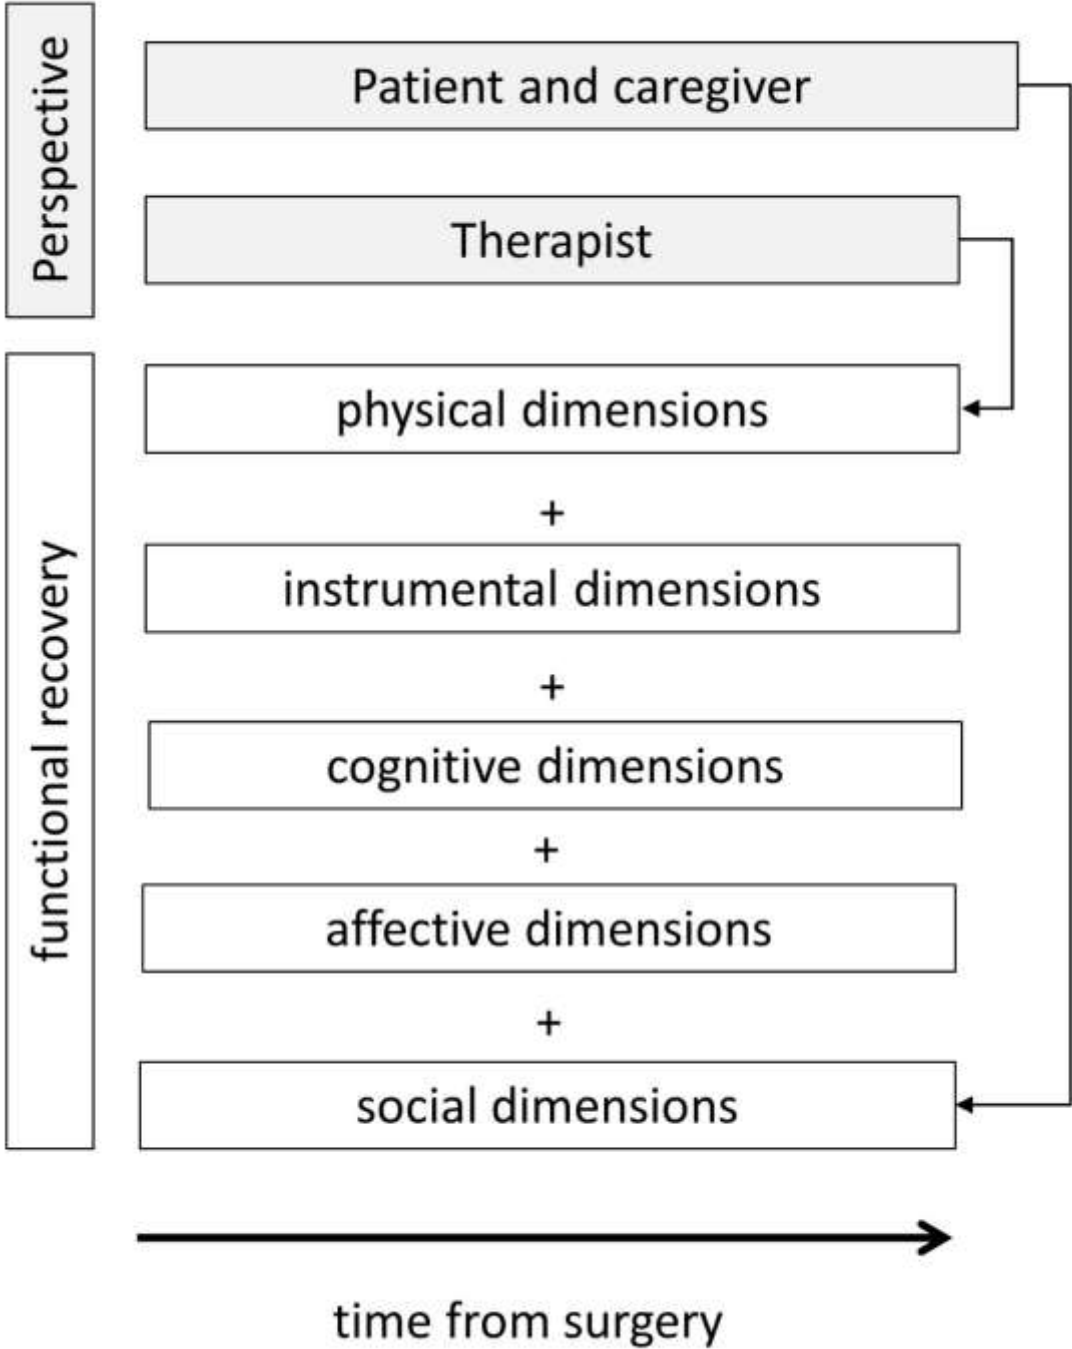 Perspective
Patient and caregiver
Therapist
functional recovery
physical dimensions
+
instrumental dimensions
+
cognitive dimensions
+
affective dimensions
+
social dimensions
time from surgery